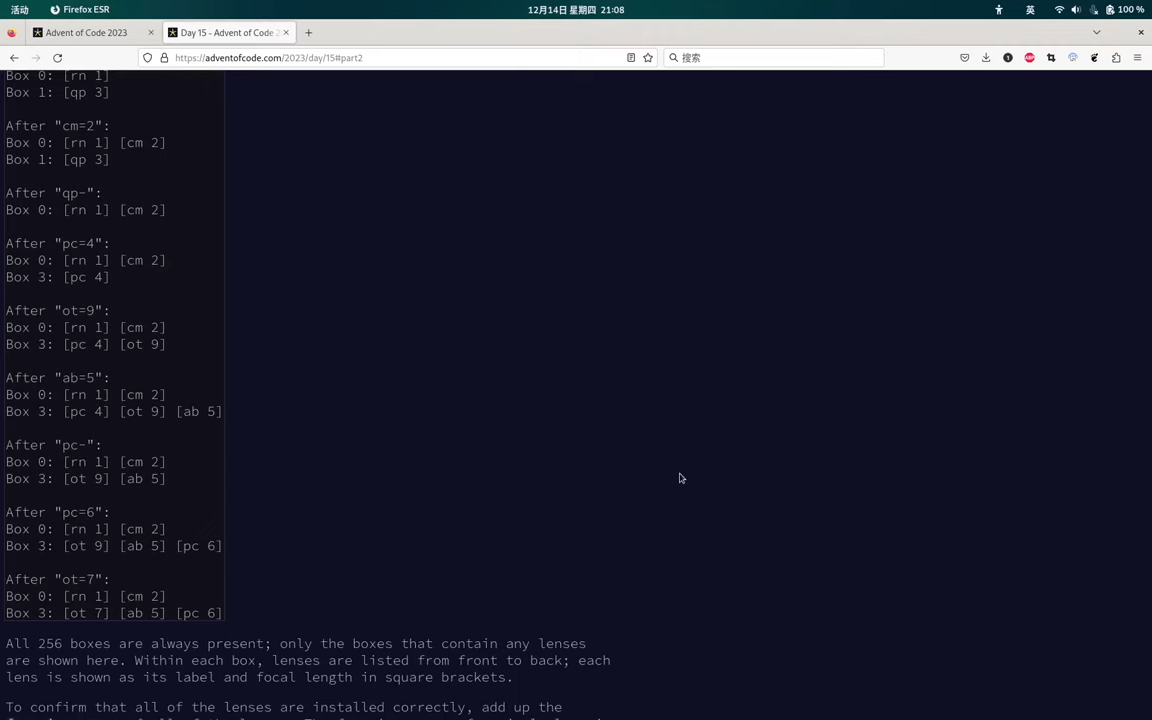 活动
Firefox ESR
12月14日 星期四 21:08
英
100 %
Advent of Code 2023
Day 15 - Advent of Code 2
https://adventofcode.com/2023/day/15#part2
搜索
Box 0: [rn 1]
Box 1: [qp 3]
After "cm=2":
Box 0: [rn 1] [cm 2]
Box 1: [qp 3]
After "qp-":
Box 0: [rn 1] [cm 2]
After "pc=4":
Box 0: [rn 1] [cm 2]
Box 3: [pc 4]
After "ot=9":
Box 0: [rn 1] [cm 2]
Box 3: [pc 4] [ot 9]
After "ab=5":
Box 0: [rn 1] [cm 2]
Box 3: [pc 4] [ot 9] [ab 5]
After "pc-":
Box 0: [rn 1] [cm 2]
Box 3: [ot 9] [ab 5]
After "pc=6":
Box 0: [rn 1] [cm 2]
Box 3: [ot 9] [ab 5] [pc 6]
After "ot=7":
Box 0: [rn 1] [cm 2]
Box 3: [ot 7] [ab 5] [pc 6]
All 256 boxes are always present; only the boxes that contain any lenses
are shown here. Within each box, lenses are listed from front to back; each
lens is shown as its label and focal length in square brackets.
To confirm that all of the lenses are installed correctly, add up the